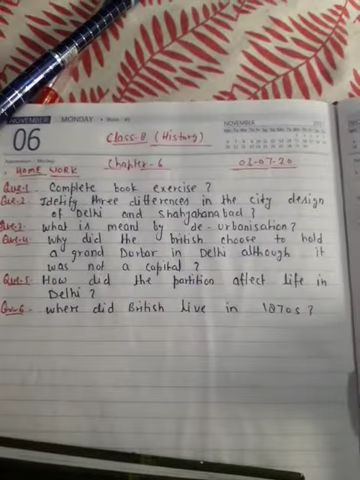 NOVEMBER MONDAY
NOVEMBER
06
Class-8 (History)
Chapter-6
03-07-20
HOME WORK
Que-1- Complete book exercise?
Que-2- Idetify three differences in the city design
of Delhi and Shahjahanabad?
Que-3- what is meant by de-urbanisation?
Que-4- why did the british choose to hold
a grand Durbar in Delhi although it
was not a capital?
Que-5- How did the partition affect life in
Delhi?
Que-6- where did British live in 1870s?